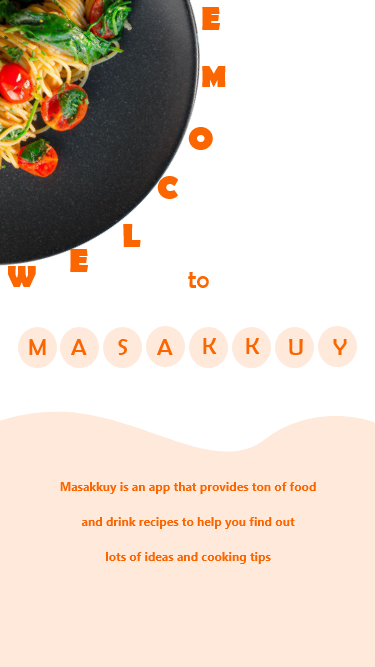 WELCOME
to
MASAKKUY
Masakkuy is an app that provides ton of food
and drink recipes to help you find out
lots of ideas and cooking tips